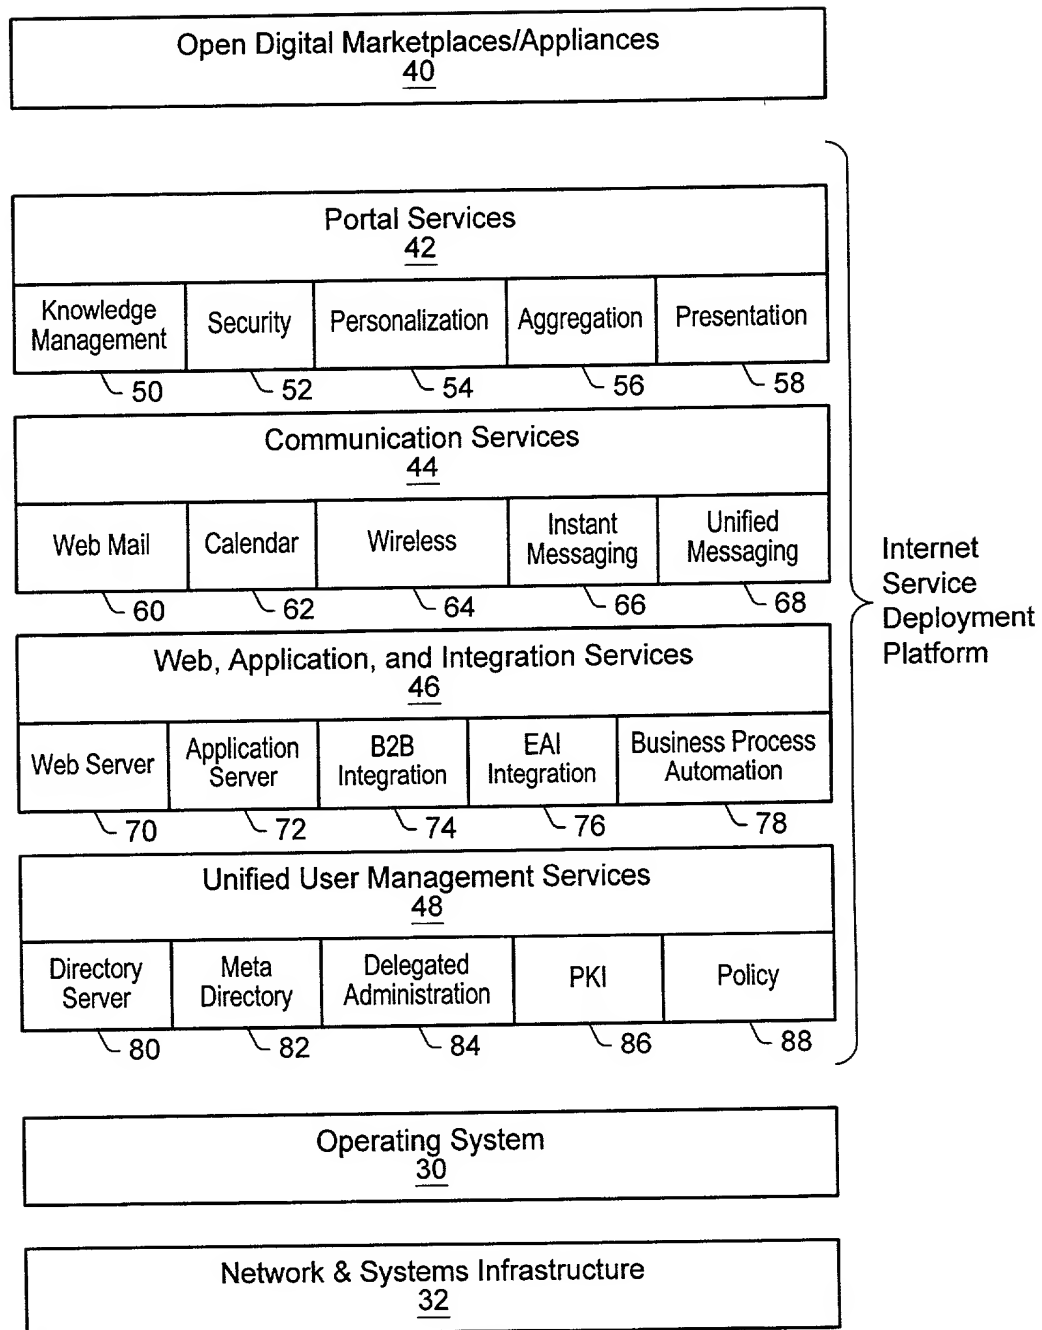 Open Digital Marketplaces/Appliances
40
Portal Services
42
Knowledge
Management
Security
Personalization
Aggregation
Presentation
50
52
54
56
58
Communication Services
44
Web Mail
Calendar
Wireless
Instant
Messaging
Unified
Messaging
60
62
64
66
68
Web, Application, and Integration Services
46
Web Server
Application
Server
B2B
Integration
EAI
Integration
Business Process
Automation
70
72
74
76
78
Unified User Management Services
48
Directory
Server
Meta
Directory
Delegated
Administration
PKI
Policy
80
82
84
86
88
Internet
Service
Deployment
Platform
Operating System
30
Network & Systems Infrastructure
32